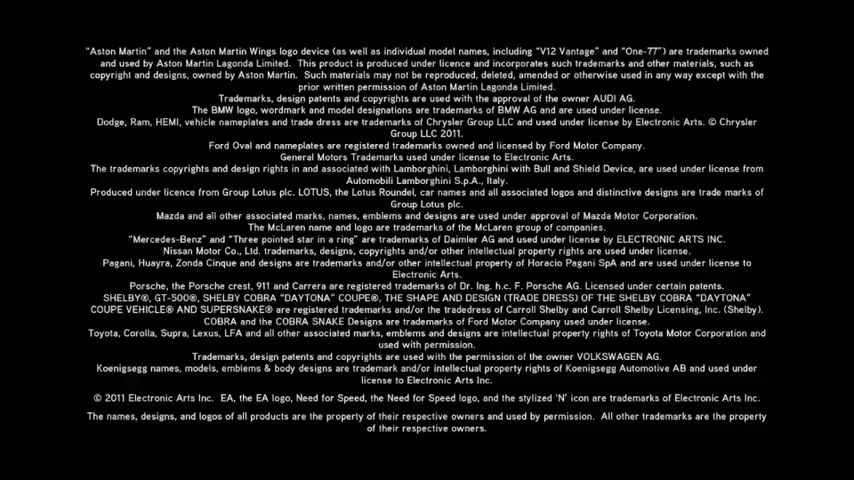 "Aston Martin" and the Aston Martin Wings logo device (as well as individual model names, including "V12 Vantage" and "One-77") are trademarks owned
and used by Aston Martin Lagonda Limited.  This product is produced under licence and incorporates such trademarks and other materials, such as
copyright and designs, owned by Aston Martin.  Such materials may not be reproduced, deleted, amended or otherwise used in any way except with the
prior written permission of Aston Martin Lagonda Limited.
Trademarks, design patents and copyrights are used with the approval of the owner AUDI AG.
The BMW logo, wordmark and model designations are trademarks of BMW AG and are used under license.
Dodge, Ram, HEMI, vehicle nameplates and trade dress are trademarks of Chrysler Group LLC and used under license by Electronic Arts. © Chrysler
Group LLC 2011.
Ford Oval and nameplates are registered trademarks owned and licensed by Ford Motor Company.
General Motors Trademarks used under license to Electronic Arts.
The trademarks copyrights and design rights in and associated with Lamborghini, Lamborghini with Bull and Shield Device, are used under license from
Automobili Lamborghini S.p.A., Italy.
Produced under licence from Group Lotus plc. LOTUS, the Lotus Roundel, car names and all associated logos and distinctive designs are trade marks of
Group Lotus plc.
Mazda and all other associated marks, names, emblems and designs are used under approval of Mazda Motor Corporation.
The McLaren name and logo are trademarks of the McLaren group of companies.
"Mercedes-Benz" and "Three pointed star in a ring" are trademarks of Daimler AG and used under license by ELECTRONIC ARTS INC.
Nissan Motor Co., Ltd. trademarks, designs, copyrights and/or other intellectual property rights are used under license.
Pagani, Huayra, Zonda Cinque and designs are trademarks and/or other intellectual property of Horacio Pagani SpA and are used under license to
Electronic Arts.
Porsche, the Porsche crest, 911 and Carrera are registered trademarks of Dr. Ing. h.c. F. Porsche AG. Licensed under certain patents.
SHELBY®, GT-500®, SHELBY COBRA "DAYTONA" COUPE®, THE SHAPE AND DESIGN (TRADE DRESS) OF THE SHELBY COBRA "DAYTONA"
COUPE VEHICLE® AND SUPERSNAKE® are registered trademarks and/or the tradedress of Carroll Shelby and Carroll Shelby Licensing, Inc. (Shelby).
COBRA and the COBRA SNAKE Designs are trademarks of Ford Motor Company used under license.
Toyota, Corolla, Supra, Lexus, LFA and all other associated marks, emblems and designs are intellectual property rights of Toyota Motor Corporation and
used with permission.
Trademarks, design patents and copyrights are used with the permission of the owner VOLKSWAGEN AG.
Koenigsegg names, models, emblems & body designs are trademark and/or intellectual property rights of Koenigsegg Automotive AB and used under
license to Electronic Arts Inc.
© 2011 Electronic Arts Inc.  EA, the EA logo, Need for Speed, the Need for Speed logo, and the stylized 'N' icon are trademarks of Electronic Arts Inc.
The names, designs, and logos of all products are the property of their respective owners and used by permission.  All other trademarks are the property
of their respective owners.